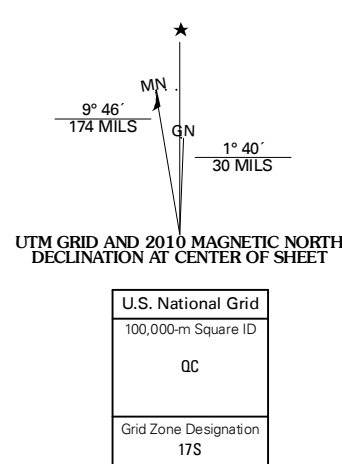 ★
MN
9° 46´
174 MILS
GN
1° 40´
30 MILS
UTM GRID AND 2010 MAGNETIC NORTH
DECLINATION AT CENTER OF SHEET
U.S. National Grid
100,000-m Square ID
QC
Grid Zone Designation
17S